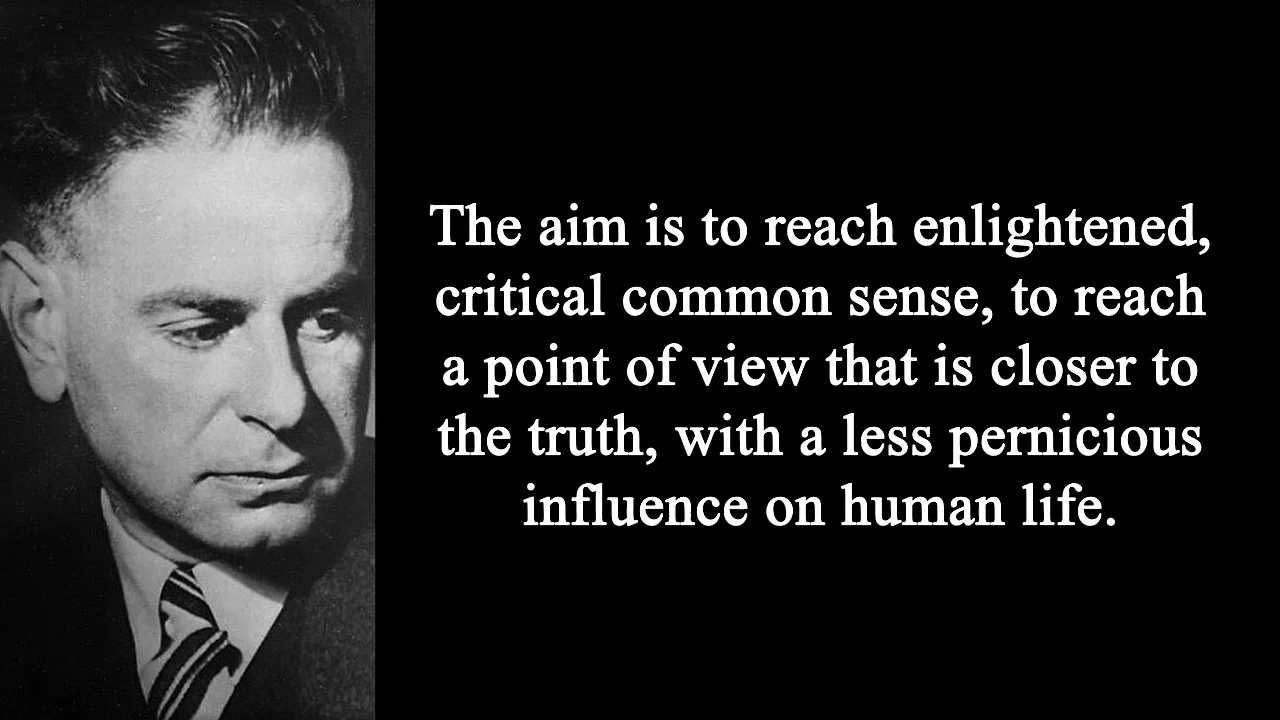 The aim is to reach enlightened,
critical common sense, to reach
a point of view that is closer to
the truth, with a less pernicious
influence on human life.